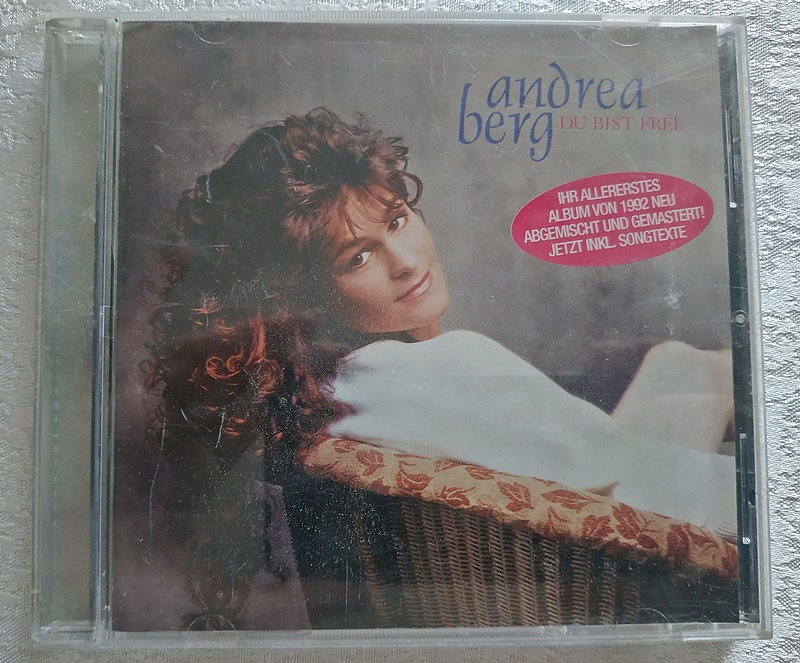 andrea
berg DU BIST FREI
IHR ALLERERSTES
ALBUM VON 1992 NEU
ABGEMISCHT UND GEMASTERT!
JETZT INKL. SONGTEXTE